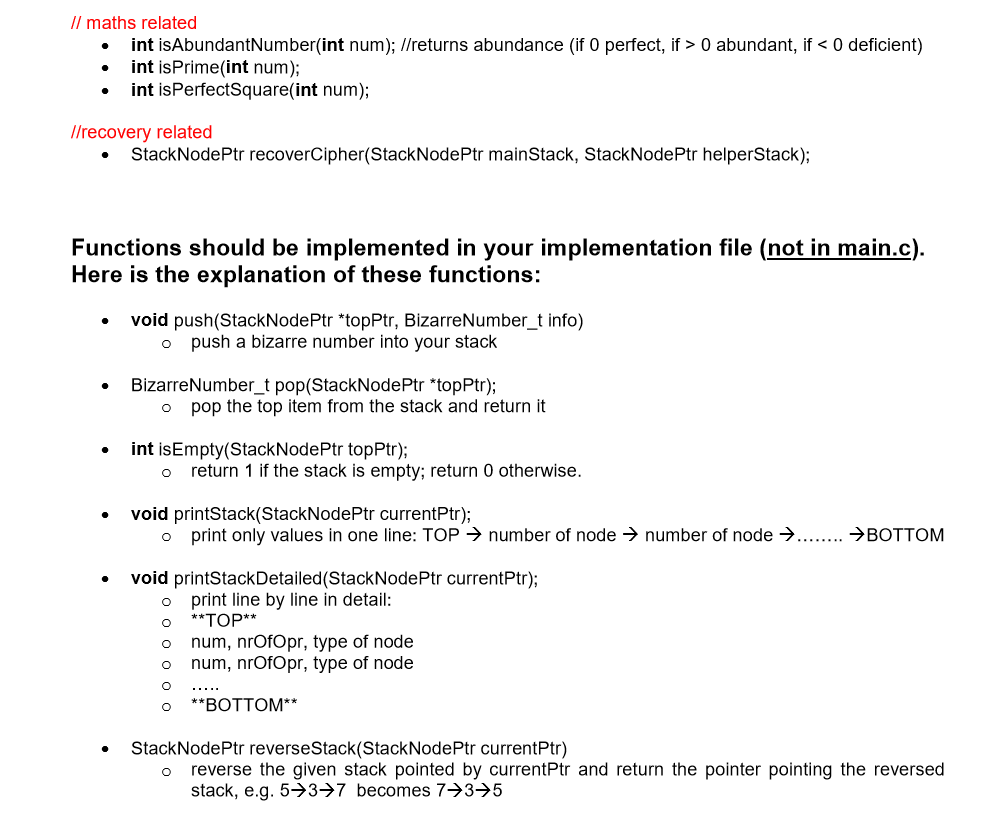 // maths related
• int isAbundantNumber(int num); //returns abundance (if 0 perfect, if > 0 abundant, if < 0 deficient)
• int isPrime(int num);
• int isPerfectSquare(int num);
//recovery related
• StackNodePtr recoverCipher(StackNodePtr mainStack, StackNodePtr helperStack);
Functions should be implemented in your implementation file (not in main.c).
Here is the explanation of these functions:
• void push(StackNodePtr *topPtr, BizarreNumber_t info)
o push a bizarre number into your stack
• BizarreNumber_t pop(StackNodePtr *topPtr);
o pop the top item from the stack and return it
• int isEmpty(StackNodePtr topPtr);
o return 1 if the stack is empty; return 0 otherwise.
• void printStack(StackNodePtr currentPtr);
o print only values in one line: TOP → number of node → number of node →........ →BOTTOM
• void printStackDetailed(StackNodePtr currentPtr);
o print line by line in detail:
o **TOP**
o num, nrOfOpr, type of node
o num, nrOfOpr, type of node
o .....
o **BOTTOM**
• StackNodePtr reverseStack(StackNodePtr currentPtr)
o reverse the given stack pointed by currentPtr and return the pointer pointing the reversed
stack, e.g. 5→3→7 becomes 7→3→5